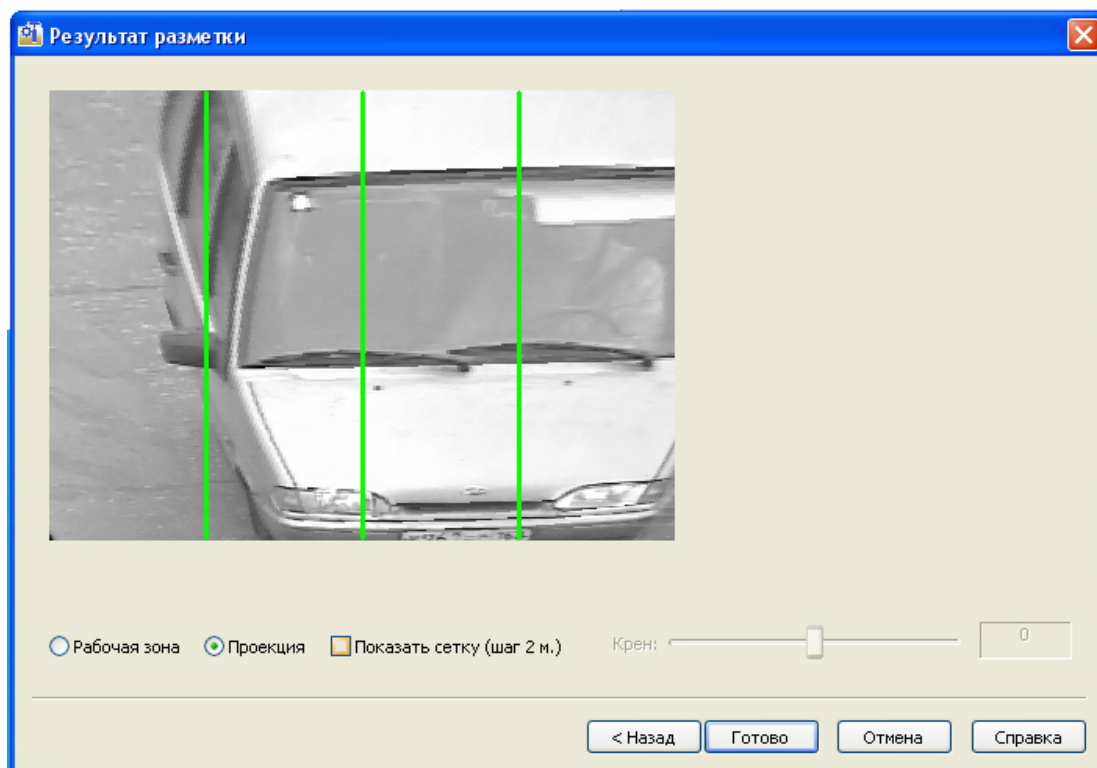 Результат разметки
Рабочая зона Проекция Показать сетку (шаг 2 м.) Крен: 0
< Назад Готово Отмена Справка